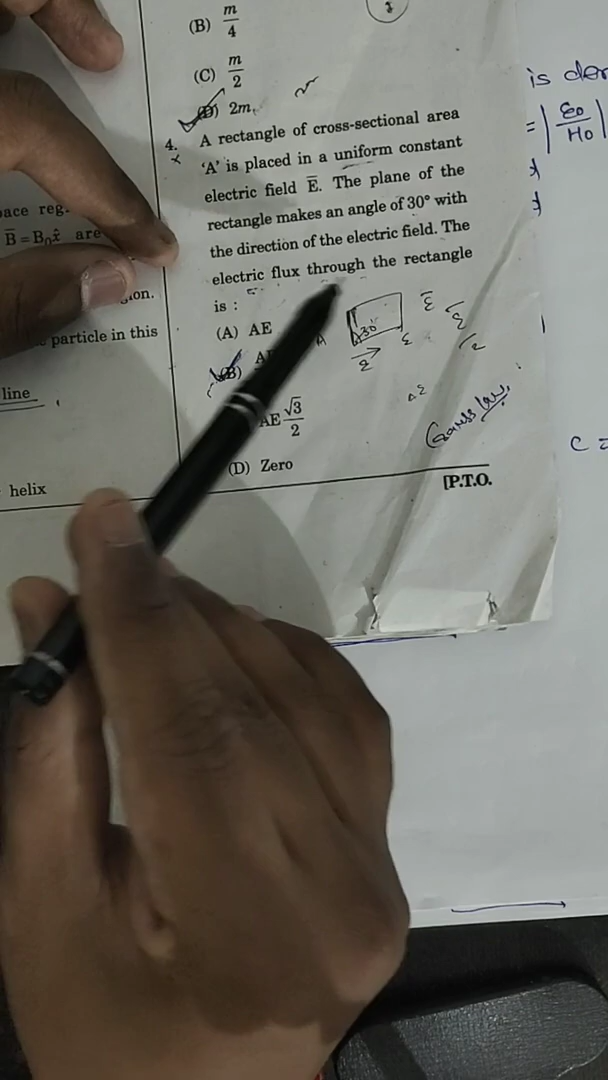 (B) m/4
(C) m/2
(D) 2m.
4. A rectangle of cross-sectional area
'A' is placed in a uniform constant
electric field E̅. The plane of the
rectangle makes an angle of 30° with
the direction of the electric field. The
electric flux through the rectangle
is :
(A) AE
(B)
AE √3/2
(D) Zero
[P.T.O.
ace reg
B̅ = B₀x̂ are
on.
particle in this
line
helix
30°
Gauss law,
is der
= |ε0/H0|
C =